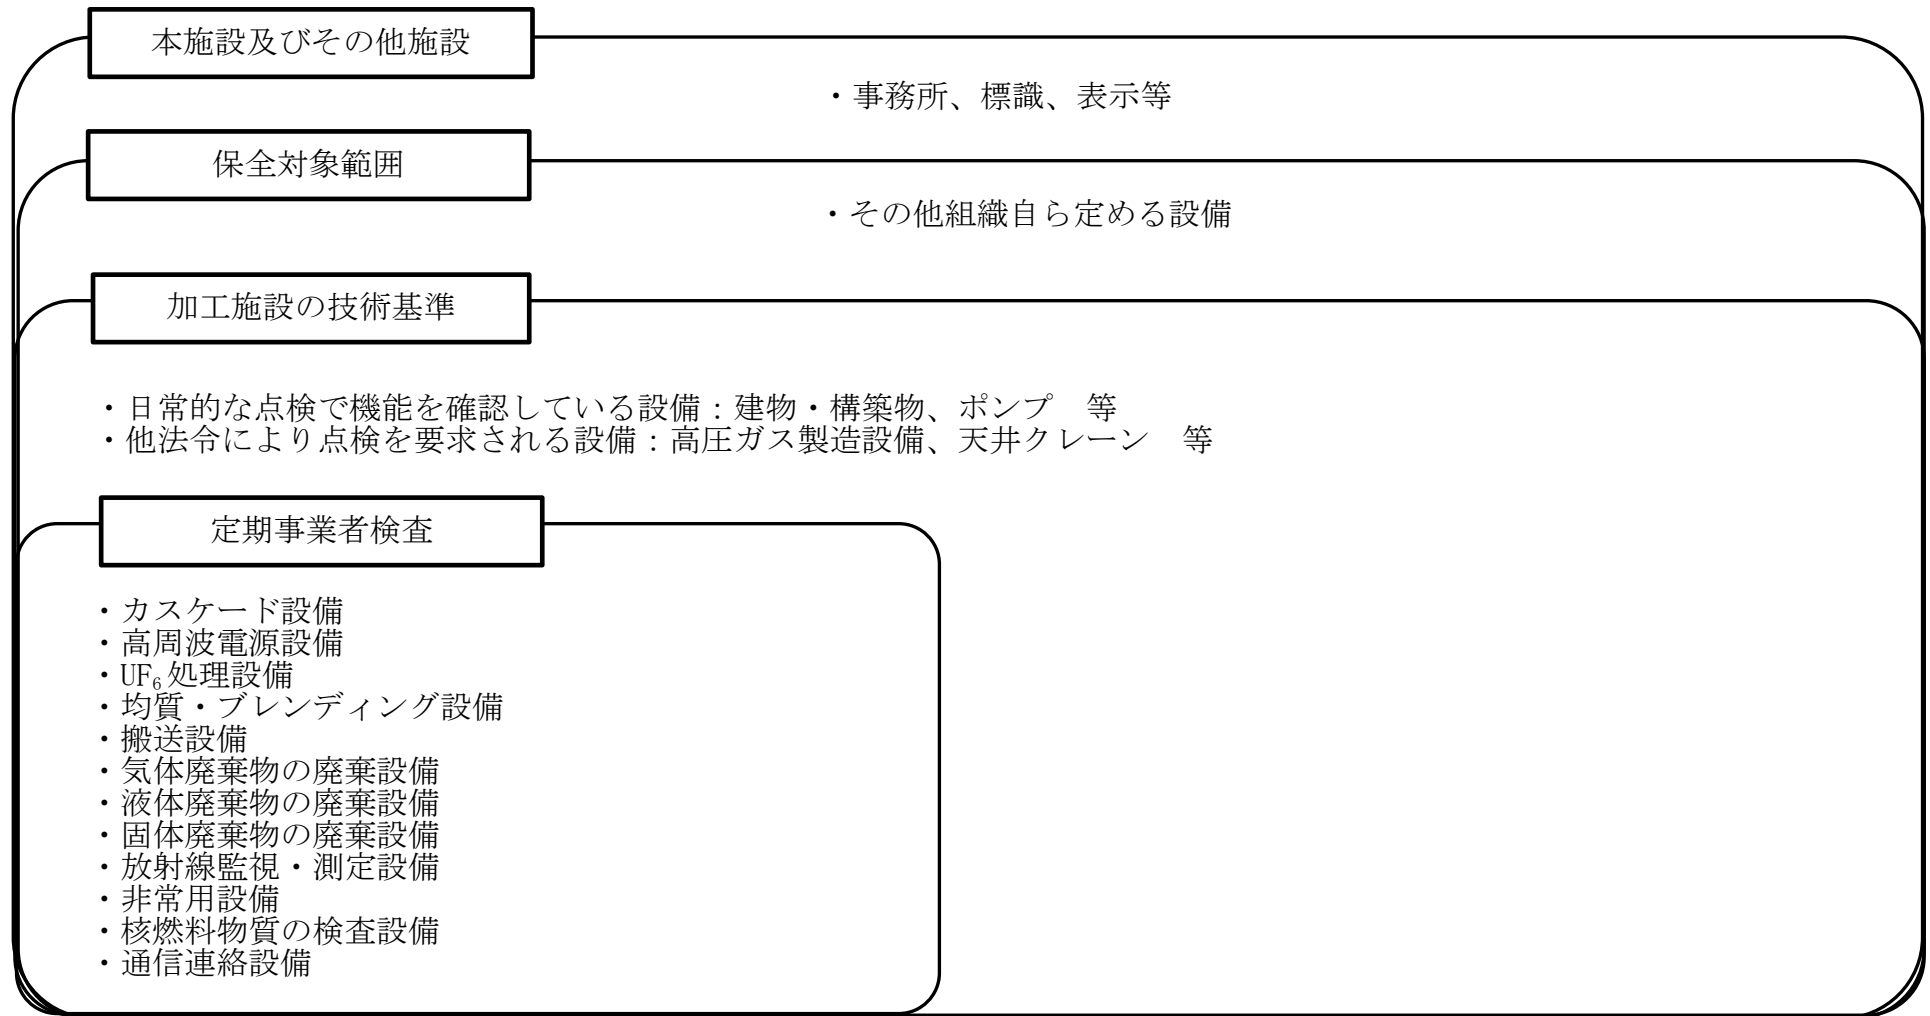 本施設及びその他施設
・事務所、標識、表示等
保全対象範囲
・その他組織自ら定める設備
加工施設の技術基準
・日常的な点検で機能を確認している設備：建物・構築物、ポンプ　等
・他法令により点検を要求される設備：高圧ガス製造設備、天井クレーン　等
定期事業者検査
・カスケード設備
・高周波電源設備
・UF₆処理設備
・均質・ブレンディング設備
・搬送設備
・気体廃棄物の廃棄設備
・液体廃棄物の廃棄設備
・固体廃棄物の廃棄設備
・放射線監視・測定設備
・非常用設備
・核燃料物質の検査設備
・通信連絡設備